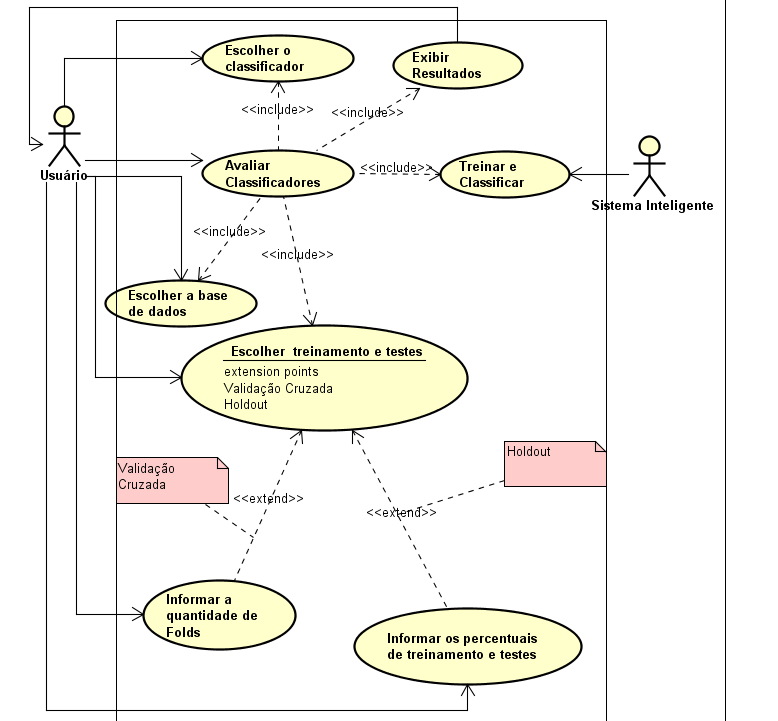 Escolher o
classificador
Exibir
Resultados
<<include>>
<<include>>
Usuário
Avaliar
Classificadores
<<include>>
Treinar e
Classificar
Sistema Inteligente
<<include>>
<<include>>
Escolher a base
de dados
Escolher treinamento e testes
extension points
Validação Cruzada
Holdout
Validação
Cruzada
Holdout
<<extend>>
<<extend>>
Informar a
quantidade de
Folds
Informar os percentuais
de treinamento e testes